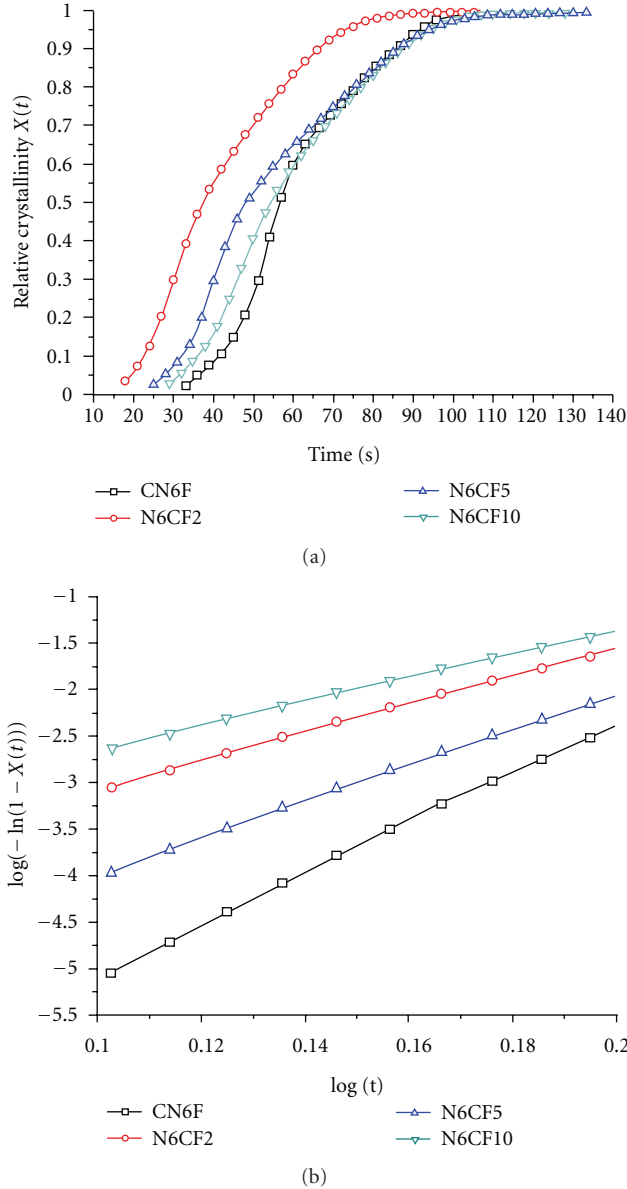 1
0.9
0.8
0.7
0.6
0.5
0.4
0.3
0.2
0.1
0
Relative crystallinity X(t)
10 20 30 40 50 60 70 80 90 100 110 120 130 140
Time (s)
CN6F
N6CF2
N6CF5
N6CF10
(a)
−1
−1.5
−2
−2.5
−3
−3.5
−4
−4.5
−5
−5.5
log(− ln(1 − X(t)))
0.1 0.12 0.14 0.16 0.18 0.2
log (t)
CN6F
N6CF2
N6CF5
N6CF10
(b)